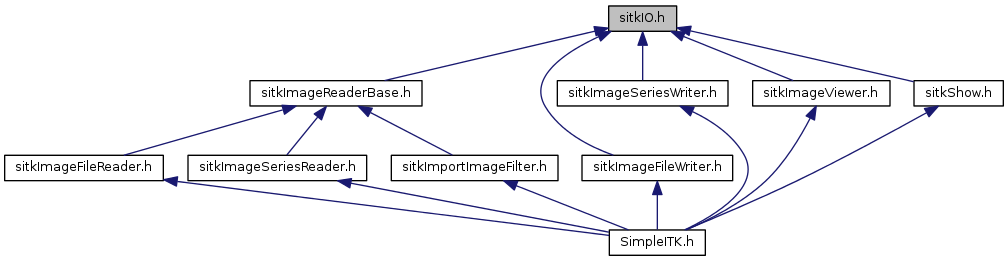 sitkIO.h
sitkImageReaderBase.h
sitkImageSeriesWriter.h
sitkImageViewer.h
sitkShow.h
sitkImageFileReader.h
sitkImageSeriesReader.h
sitkImportImageFilter.h
sitkImageFileWriter.h
SimpleITK.h